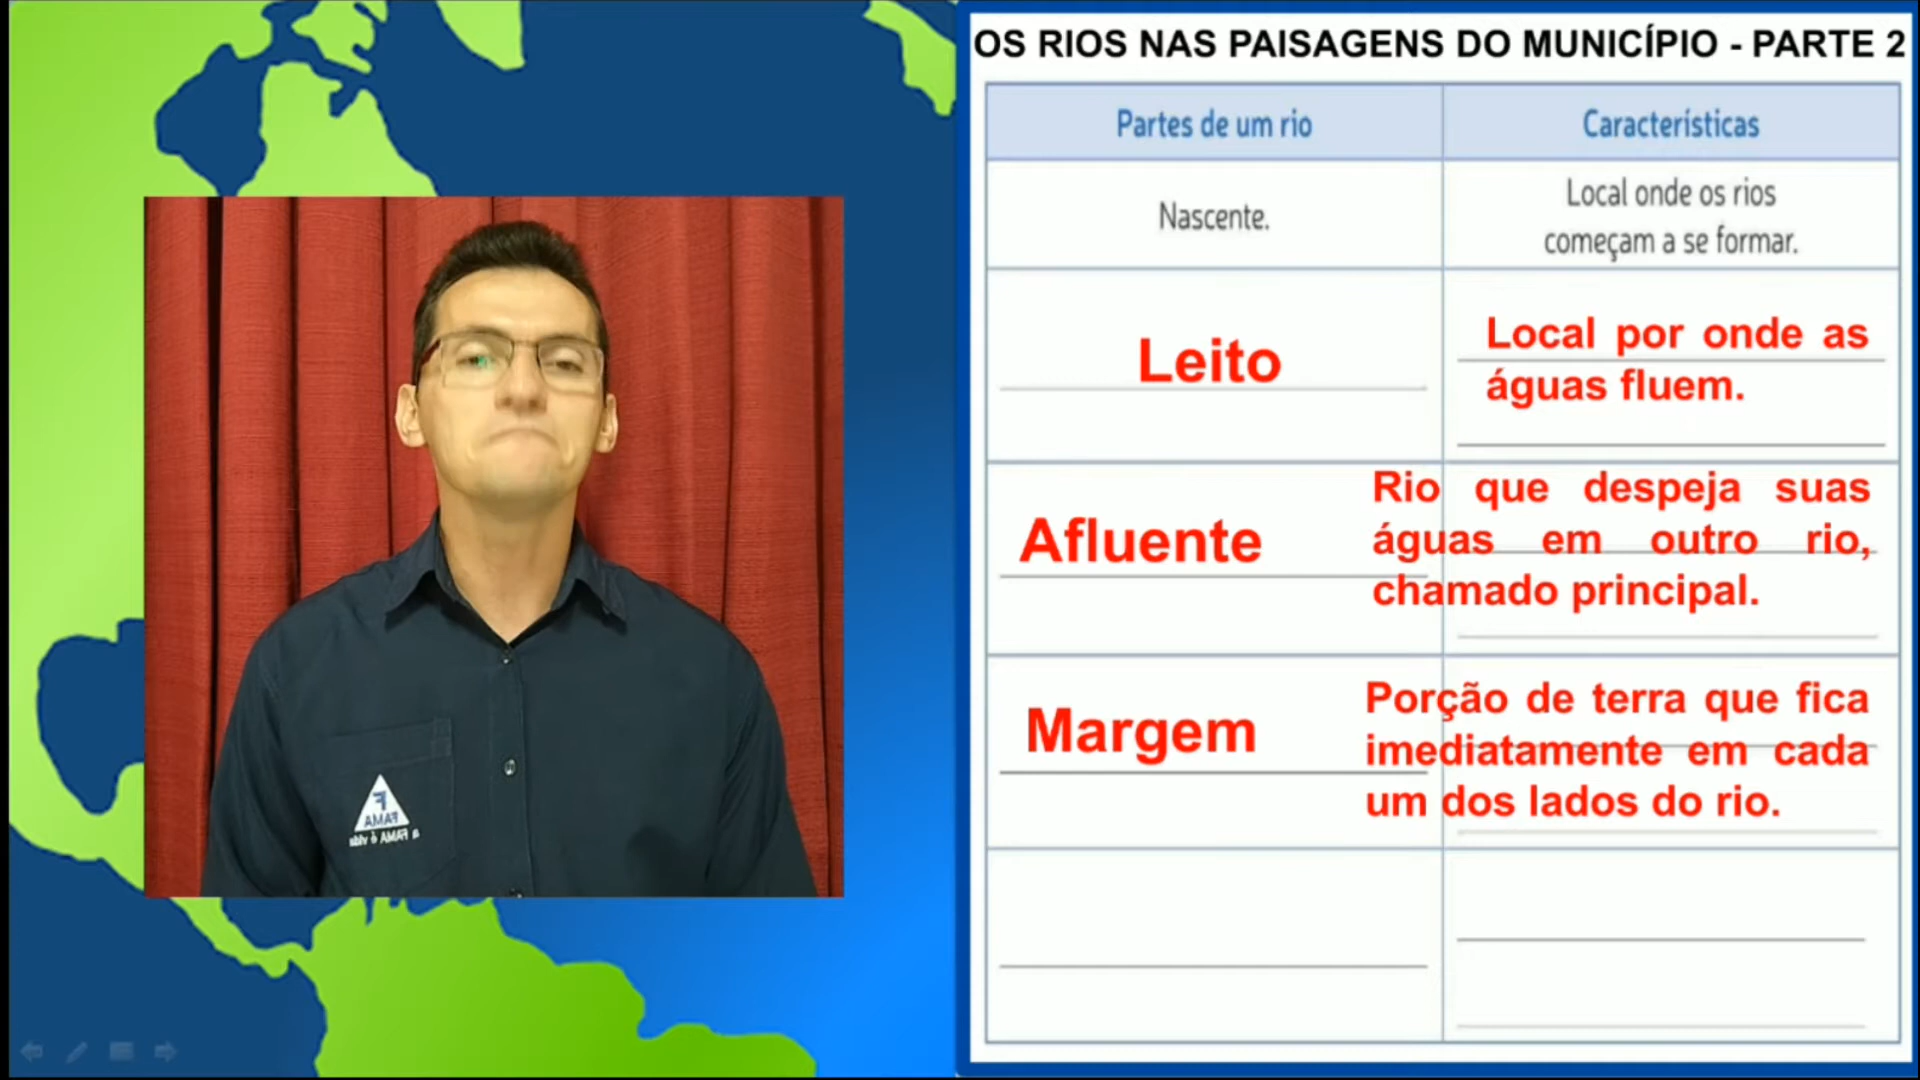 OS RIOS NAS PAISAGENS DO MUNICÍPIO - PARTE 2
Partes de um rio
Características
Nascente.
Local onde os rios
começam a se formar.
Leito
Local por onde as
águas fluem.
Afluente
Rio que despeja suas
águas em outro rio,
chamado principal.
Margem
Porção de terra que fica
imediatamente em cada
um dos lados do rio.
F
FAMA
a FAMA é vida